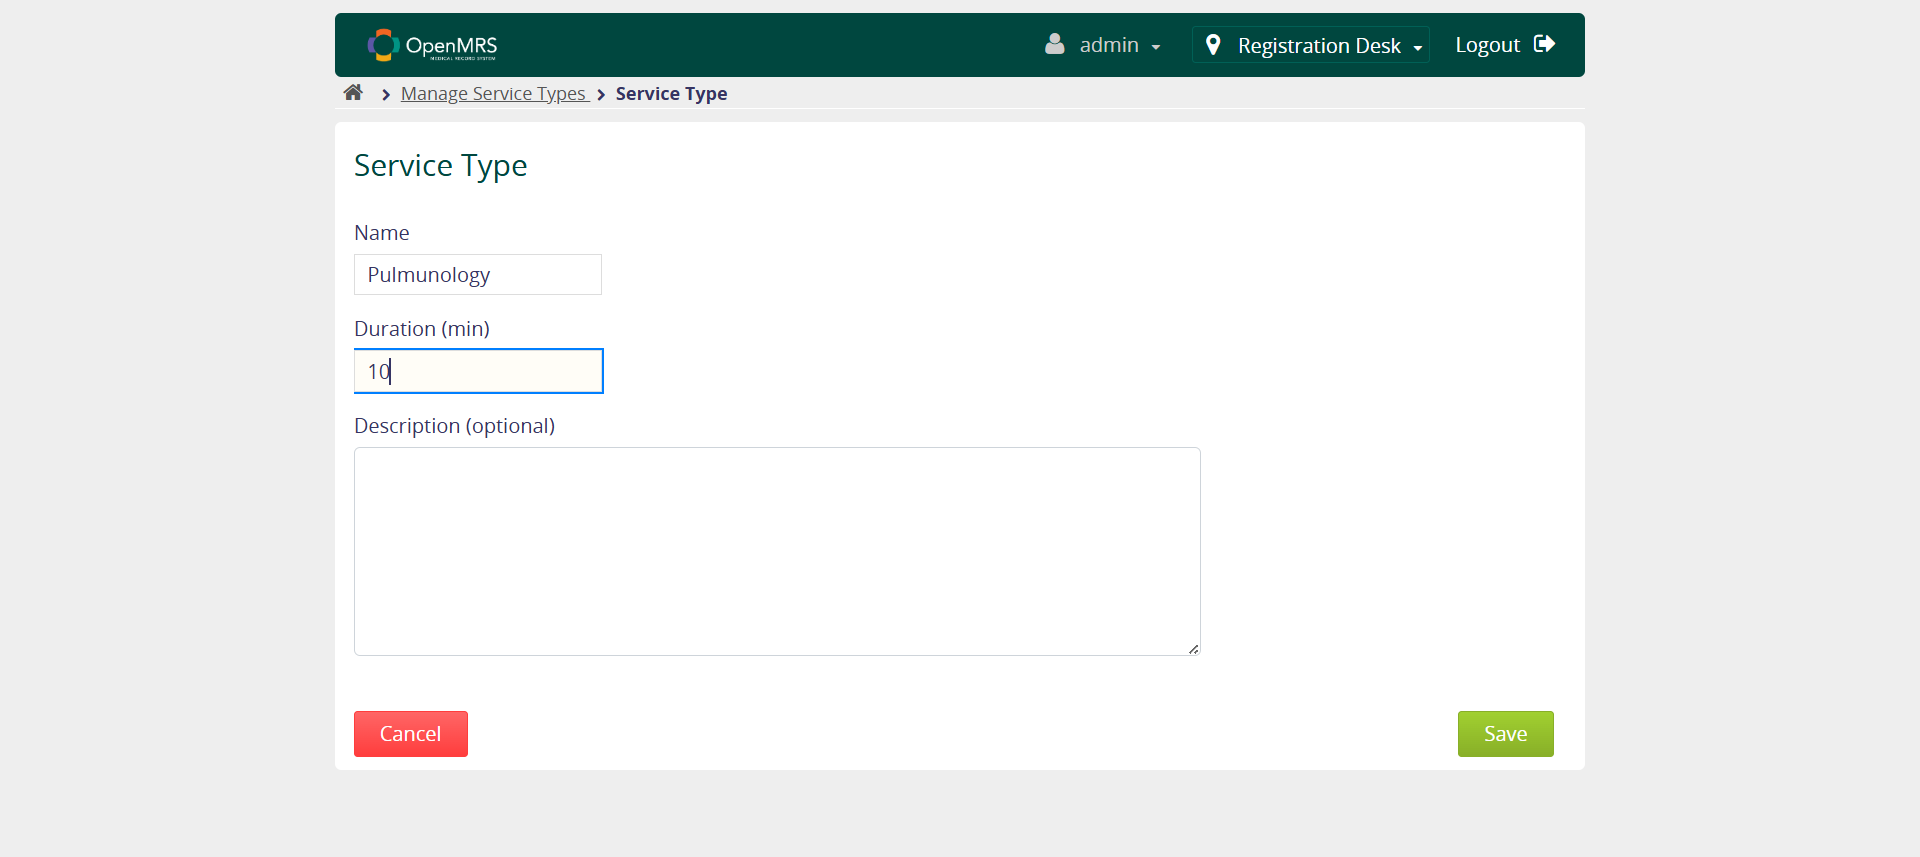 OpenMRS
MEDICAL RECORD SYSTEM
admin
Registration Desk
Logout
Manage Service Types
Service Type
Service Type
Name
Pulmunology
Duration (min)
10
Description (optional)
Cancel
Save